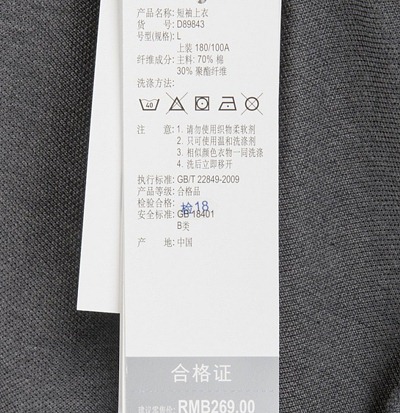 产品名称: 短袖上衣
货 号: D89843
号型(规格): L
上装 180/100A
纤维成分: 主料: 70% 棉
30% 聚酯纤维
洗涤方法:
40
注 意: 1. 请勿使用织物柔软剂
2. 只可使用温和洗涤剂
3. 相似颜色衣物一同洗涤
4. 洗后立即移开
执行标准: GB/T 22849-2009
产品等级: 合格品
检验合格: 检18
安全标准: GB 18401
B类
产 地: 中国
合格证
建议零售价: RMB269.00